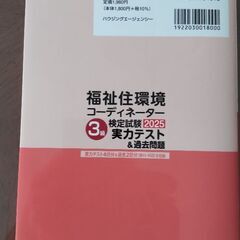 定価1,980円
(本体1,800円+税10%)
ハウジングエージェンシー
1922030018000
福祉住環境
コーディネーター
3級
検定試験 2025
実力テスト
&過去問題